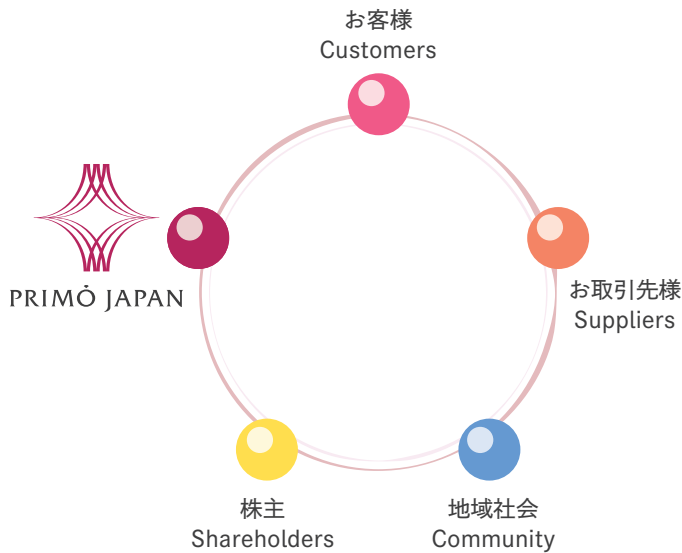 お客様
Customers
PRIMO JAPAN
お取引先様
Suppliers
株主
Shareholders
地域社会
Community